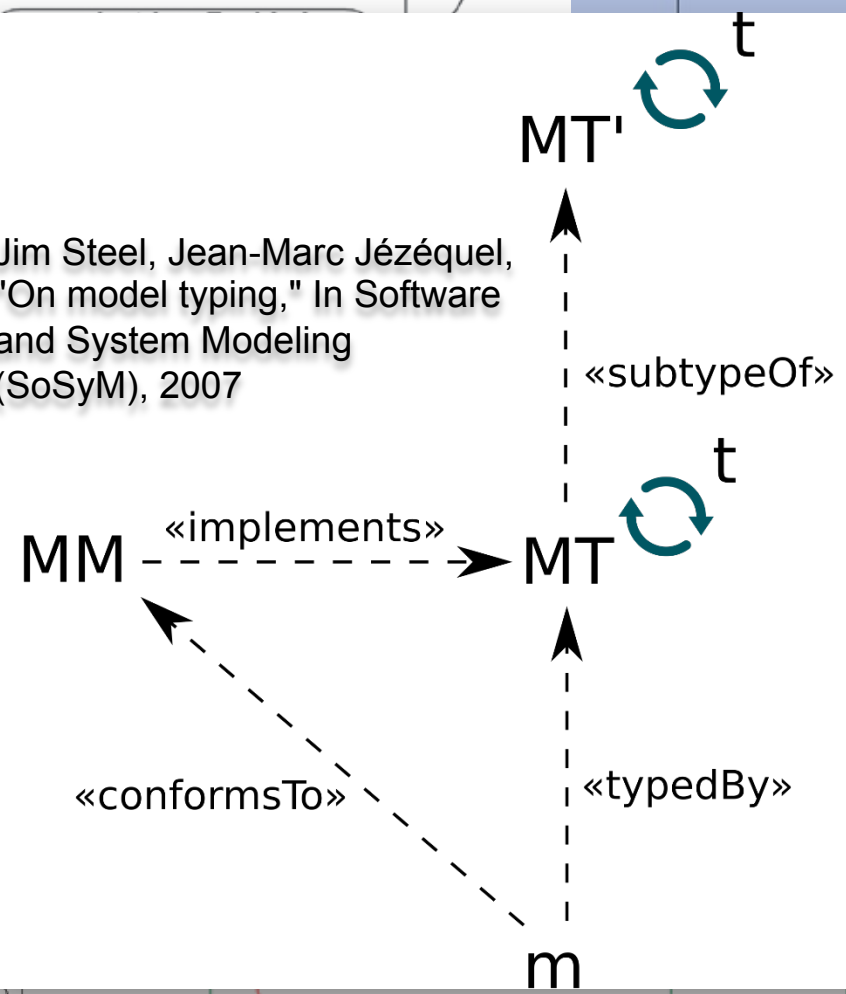 t
MT'
Jim Steel, Jean-Marc Jézéquel,
"On model typing," In Software
and System Modeling
(SoSyM), 2007
«subtypeOf»
t
«implements»
MM
MT
«conformsTo»
«typedBy»
m